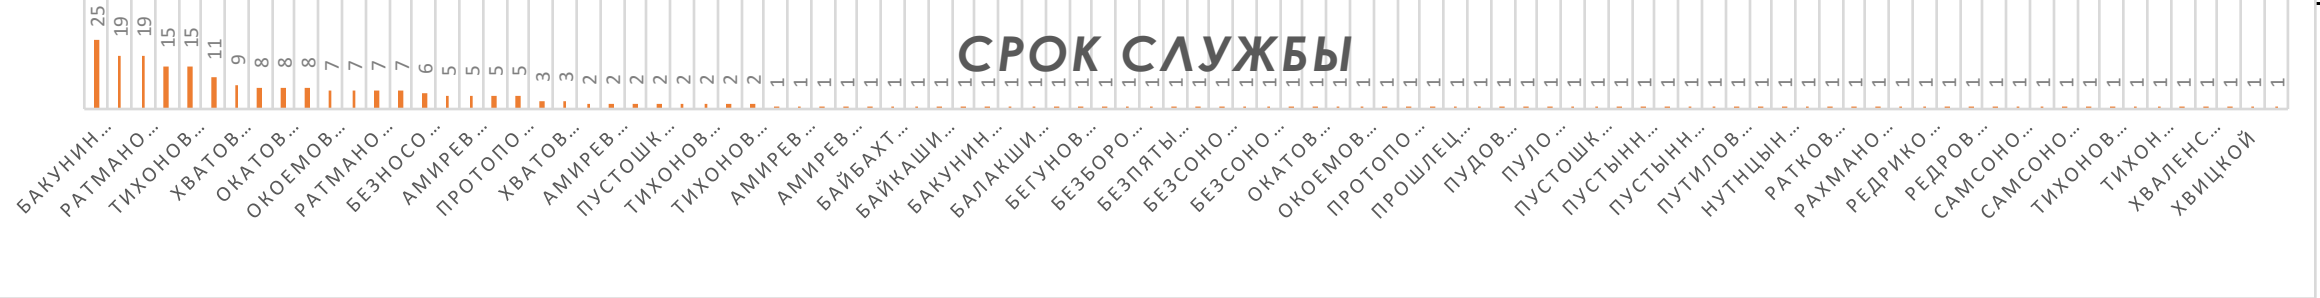 СРОК СЛУЖБЫ
25 19 19 15 15 11 9 8 8 8 7 7 7 7 6 5 5 5 5 3 3 2 2 2 2 2 2 2 2 1 1 1 1 1 1 1 1 1 1 1 1 1 1 1 1 1 1 1 1 1 1 1 1 1 1 1 1 1 1 1 1 1 1 1 1 1 1 1 1 1 1 1 1 1 1 1 1 1 1 1 1 1 1 1 1 1 1 1 1 1 1 1 1 1
БАКУНИН…
РАТМАНО…
ТИХОНОВ…
ХВАТОВ…
ОКАТОВ…
ОКОЕМОВ…
РАТМАНО…
БЕЗНОСО…
АМИРЕВ…
ПРОТОПО…
ХВАТОВ…
АМИРЕВ…
ПУСТОШК…
ТИХОНОВ…
ТИХОНОВ…
АМИРЕВ…
АМИРЕВ…
БАЙБАХТ…
БАЙКАШИ…
БАКУНИН…
БАЛАКШИ…
БЕГУНОВ…
БЕЗБОРО…
БЕЗПЯТЫ…
БЕЗСОНО…
БЕЗСОНО…
ОКАТОВ…
ОКОЕМОВ…
ПРОТОПО…
ПРОШЛЕЦ…
ПУДОВ…
ПУЛО…
ПУСТОШК…
ПУСТЫНН…
ПУСТЫНН…
ПУТИЛОВ…
НУТНЦЫН…
РАТКОВ…
РАХМАНО…
РЕДРИКО…
РЕДРОВ…
САМСОНО…
САМСОНО…
ТИХОНОВ…
ТИХОН…
ХВАЛЕНС…
ХВИЦКОЙ